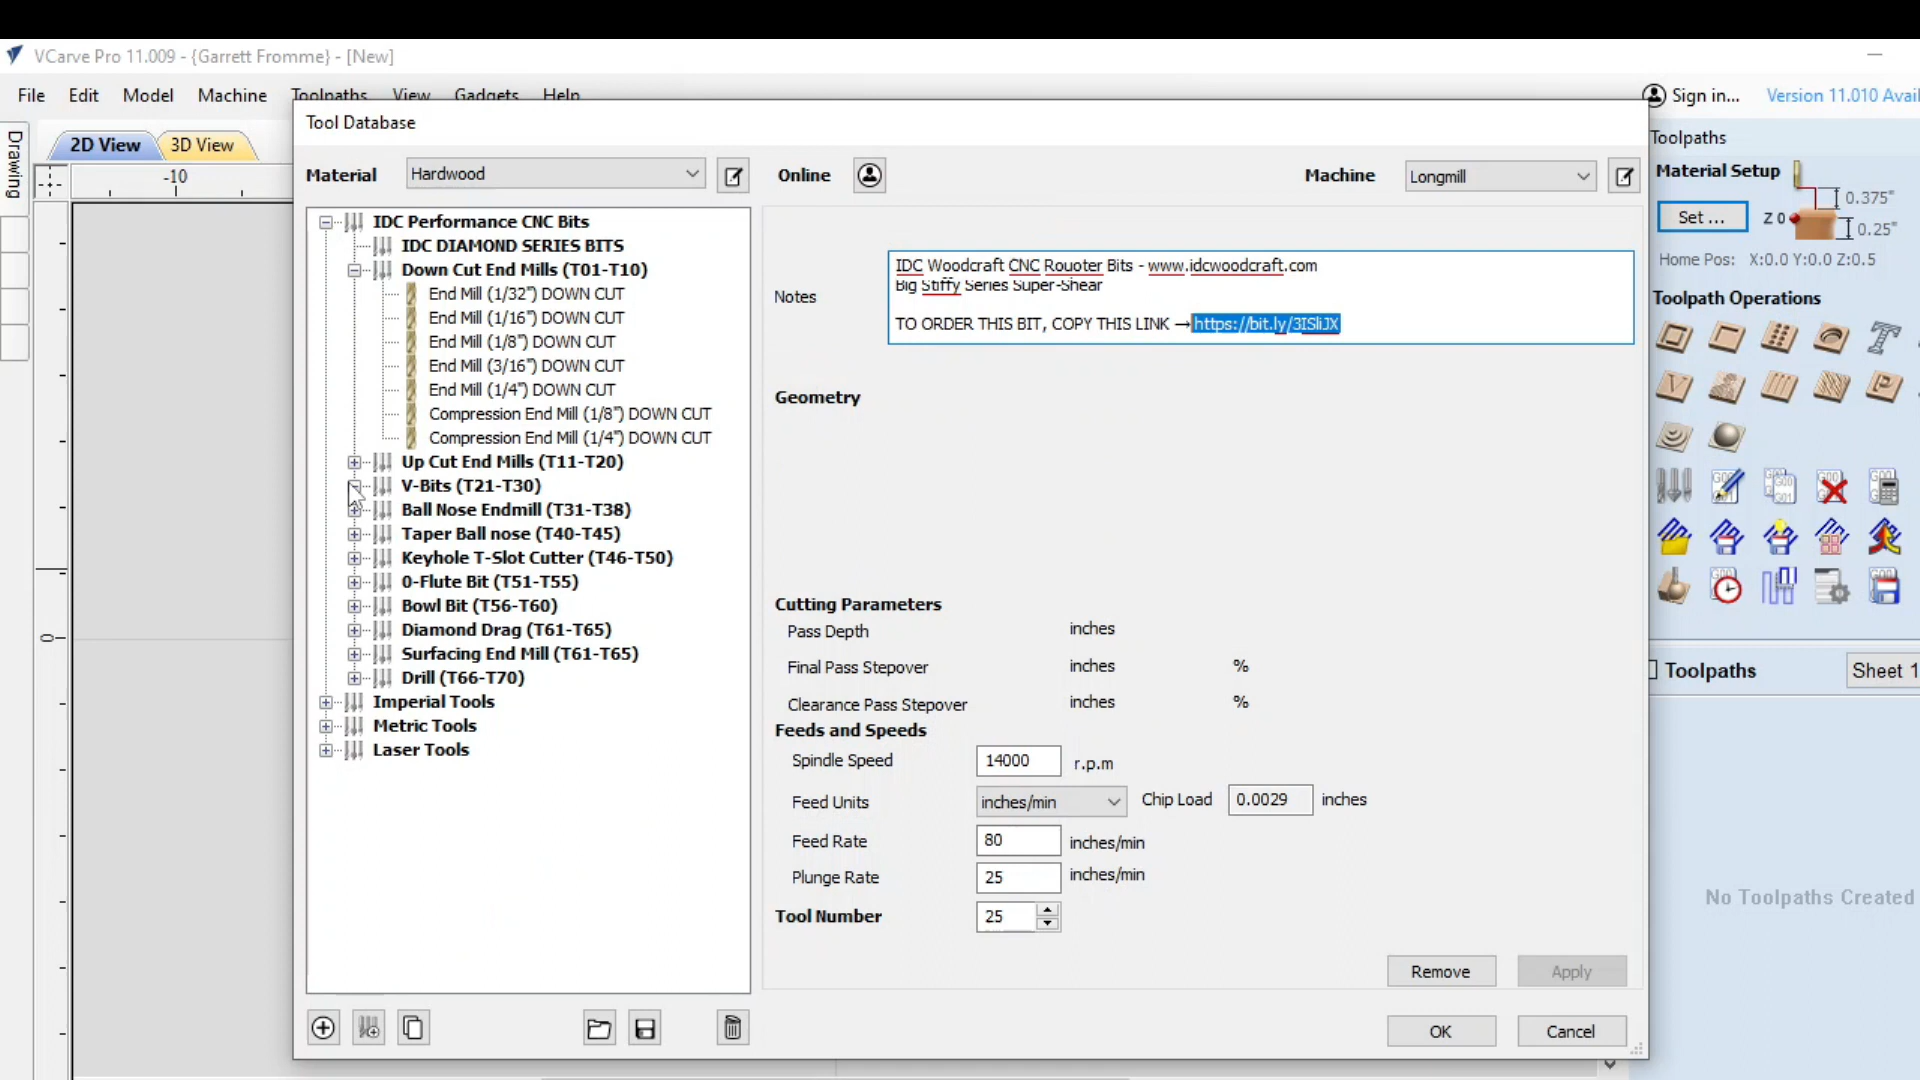 VCarve Pro 11.009 - {Garrett Fromme} - [New]
File Edit Model Machine Toolpaths View Gadgets Help
Sign in...
Version 11.010 Avai
Tool Database
Drawing
2D View
3D View
-10
0
Material
Hardwood
Online
Machine
Longmill
IDC Performance CNC Bits
IDC DIAMOND SERIES BITS
Down Cut End Mills (T01-T10)
End Mill (1/32") DOWN CUT
End Mill (1/16") DOWN CUT
End Mill (1/8") DOWN CUT
End Mill (3/16") DOWN CUT
End Mill (1/4") DOWN CUT
Compression End Mill (1/8") DOWN CUT
Compression End Mill (1/4") DOWN CUT
Up Cut End Mills (T11-T20)
V-Bits (T21-T30)
Ball Nose Endmill (T31-T38)
Taper Ball nose (T40-T45)
Keyhole T-Slot Cutter (T46-T50)
0-Flute Bit (T51-T55)
Bowl Bit (T56-T60)
Diamond Drag (T61-T65)
Surfacing End Mill (T61-T65)
Drill (T66-T70)
Imperial Tools
Metric Tools
Laser Tools
Notes
IDC Woodcraft CNC Rouoter Bits - www.idcwoodcraft.com
Big Stiffy Series Super-Shear
TO ORDER THIS BIT, COPY THIS LINK →https://bit.ly/3ISliJX
Geometry
Cutting Parameters
Pass Depth inches
Final Pass Stepover inches %
Clearance Pass Stepover inches %
Feeds and Speeds
Spindle Speed 14000 r.p.m
Feed Units inches/min Chip Load 0.0029 inches
Feed Rate 80 inches/min
Plunge Rate 25 inches/min
Tool Number 25
Remove
Apply
OK
Cancel
Toolpaths
Material Setup
0.375"
Set ...
Z 0
0.25"
Home Pos: X:0.0 Y:0.0 Z:0.5
Toolpath Operations
Toolpaths
Sheet 1
No Toolpaths Created